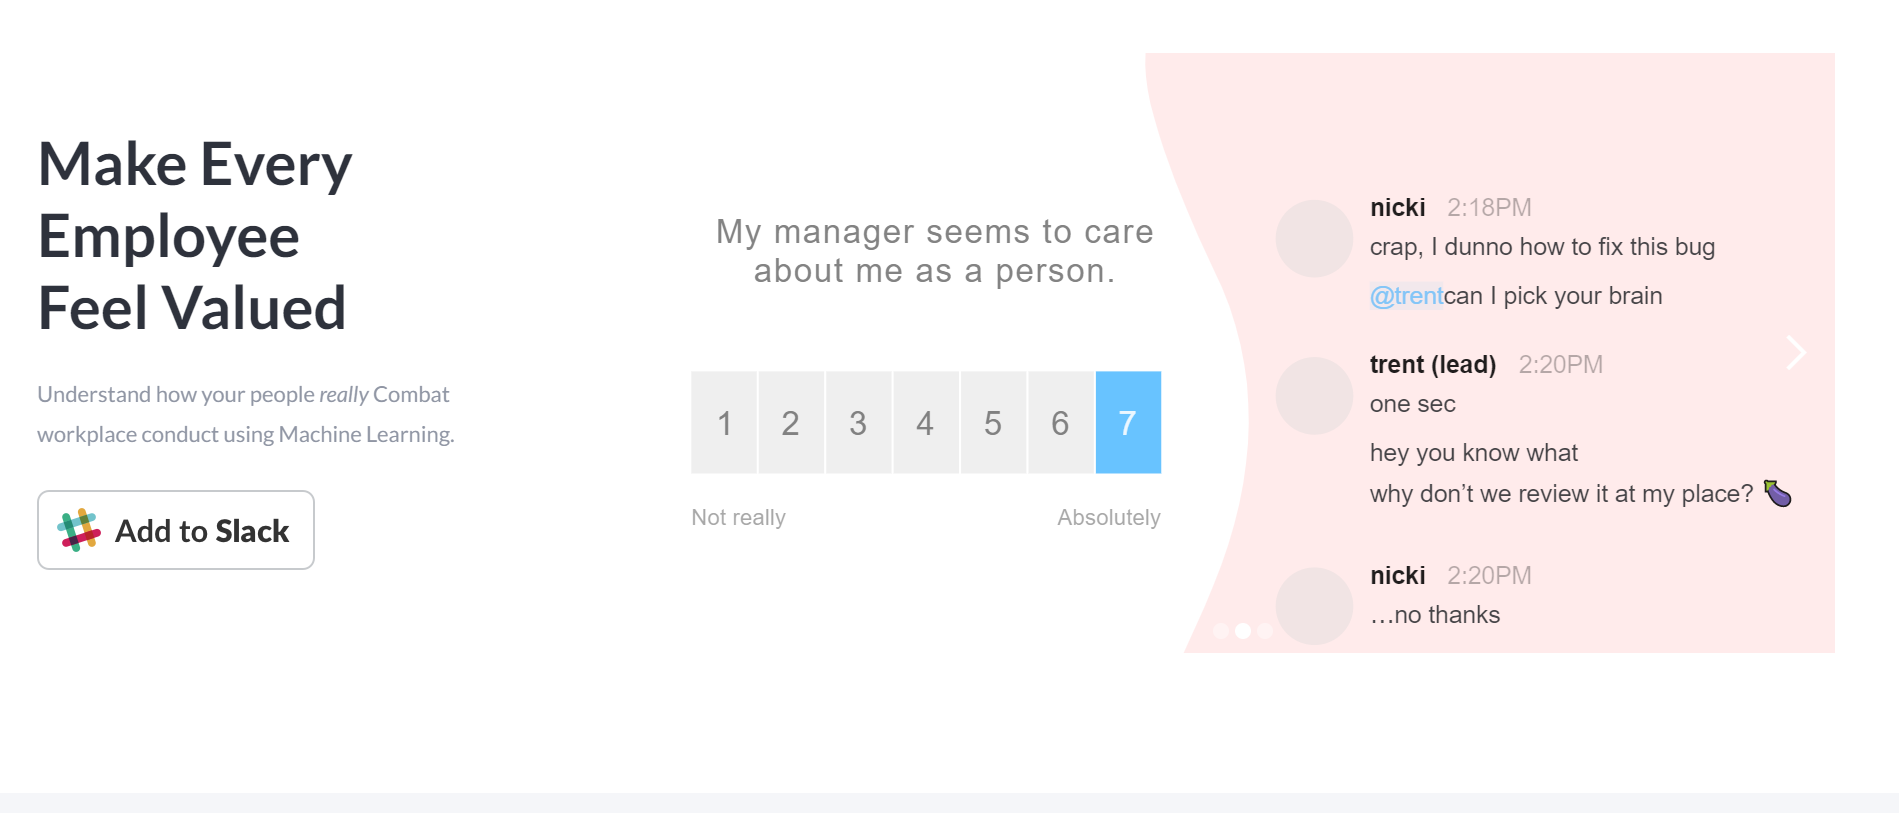 Make Every
Employee
Feel Valued
Understand how your people really Combat
workplace conduct using Machine Learning.
Add to Slack
My manager seems to care
about me as a person.
1 2 3 4 5 6 7
Not really Absolutely
nicki 2:18PM
crap, I dunno how to fix this bug
@trentcan I pick your brain
trent (lead) 2:20PM
one sec
hey you know what
why don’t we review it at my place? 🍆
nicki 2:20PM
…no thanks